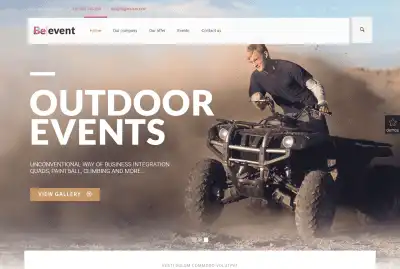 Be event
Home
Our company
Our offer
Events
Contact us
OUTDOOR
EVENTS
UNCONVENTIONAL WAY OF BUSINESS INTEGRATION
QUADS, PAINTBALL, CLIMBING AND MORE...
VIEW GALLERY